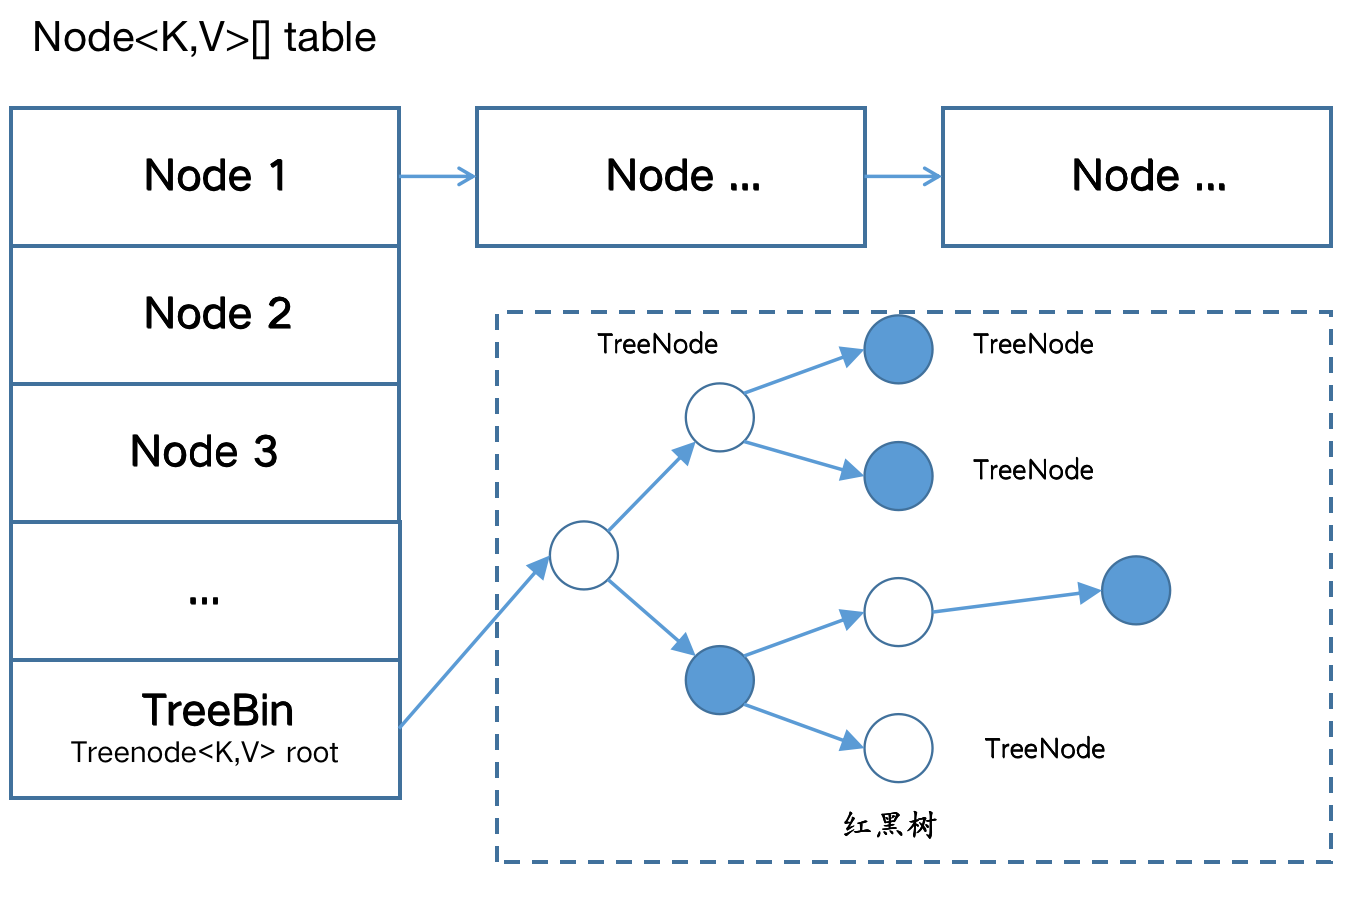 Node<K,V>[] table
Node 1
Node ...
Node ...
Node 2
Node 3
...
TreeBin
Treenode<K,V> root
TreeNode
TreeNode
TreeNode
TreeNode
红黑树